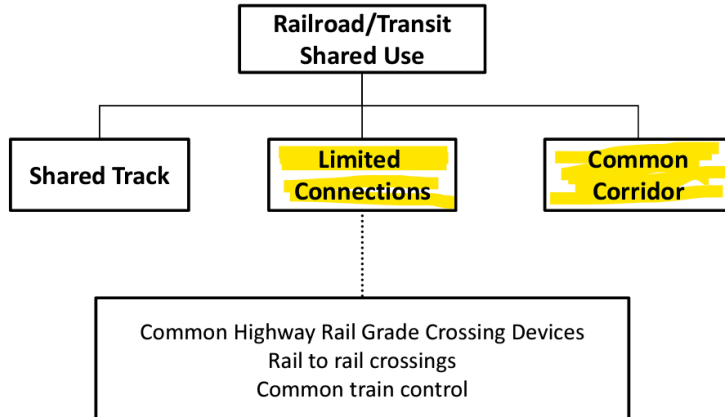 Railroad/Transit
Shared Use
Shared Track
Limited
Connections
Common
Corridor
Common Highway Rail Grade Crossing Devices
Rail to rail crossings
Common train control